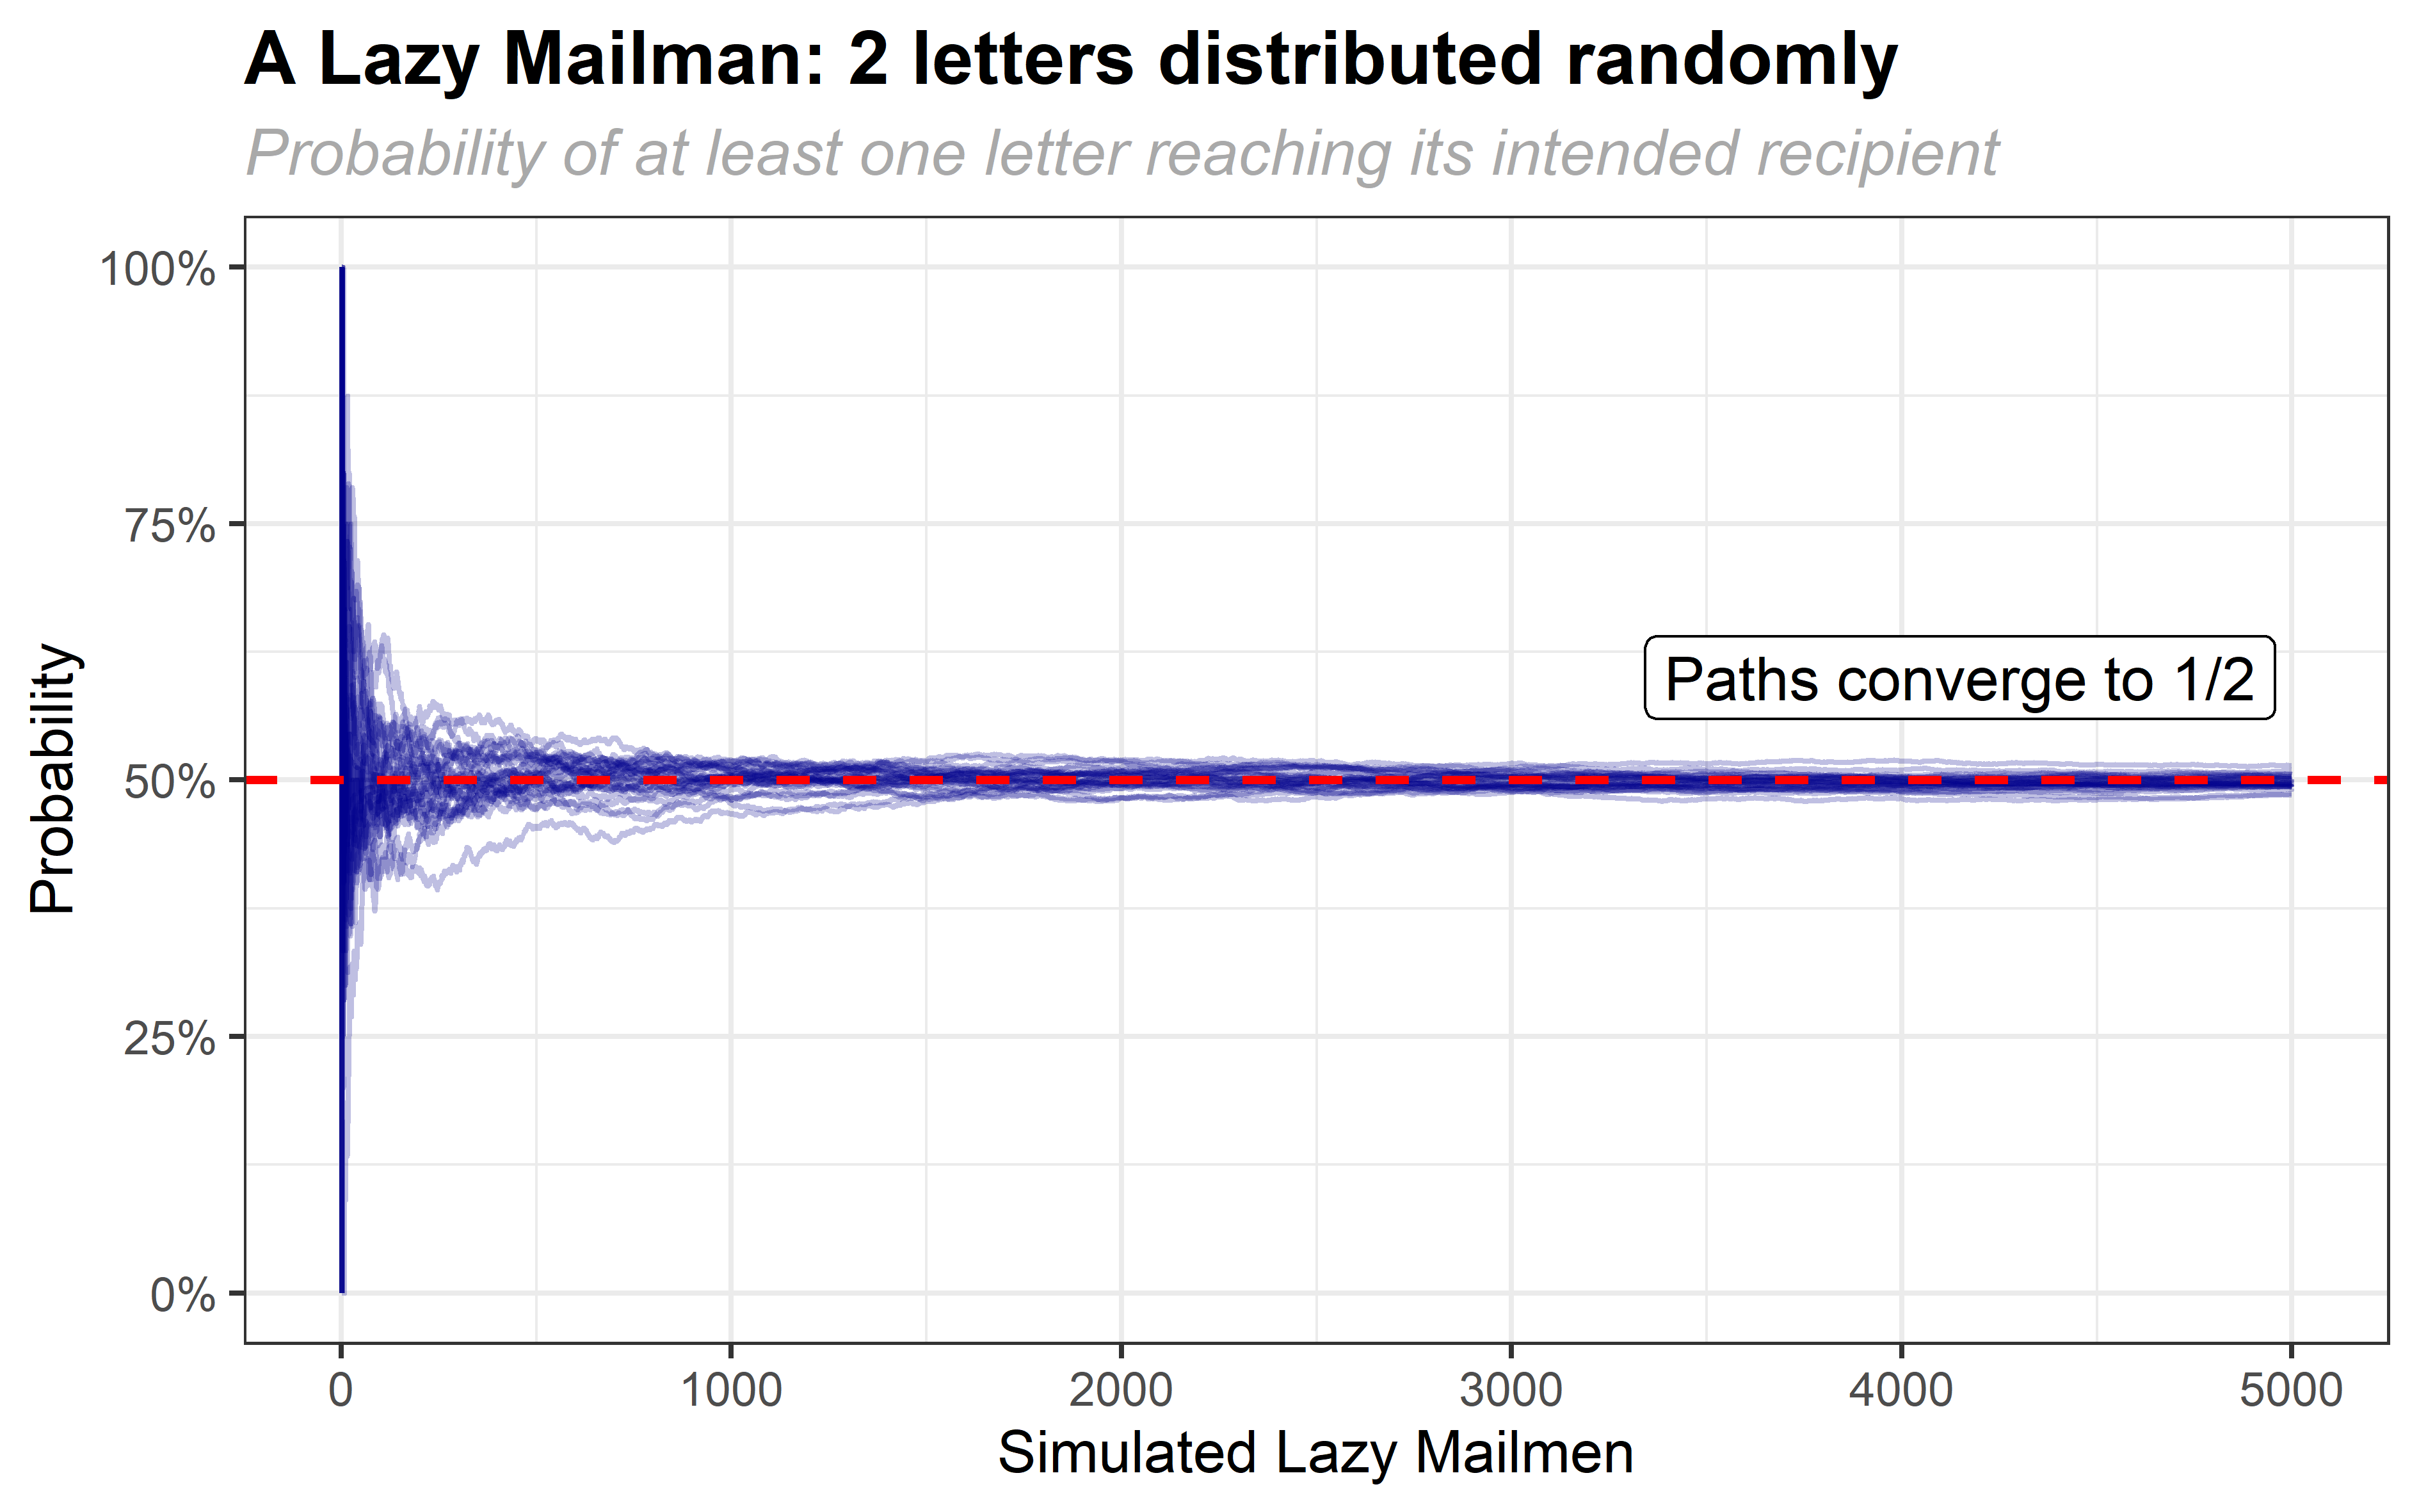 A Lazy Mailman: 2 letters distributed randomly
Probability of at least one letter reaching its intended recipient
100%
75%
50%
25%
0%
Probability
Paths converge to 1/2
0 1000 2000 3000 4000 5000
Simulated Lazy Mailmen